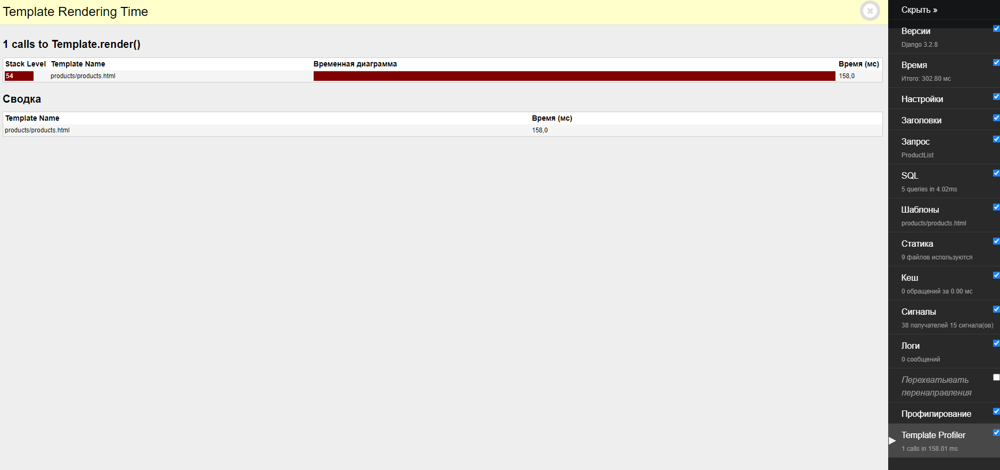 Template Rendering Time
1 calls to Template.render()
Stack Level Template Name Временная диаграмма Время (мс)
54 products/products.html 158,0
Сводка
Template Name Время (мс)
products/products.html 158,0
Скрыть »
Версии
Django 3.2.8
Время
Итого: 302.80 мс
Настройки
Заголовки
Запрос
ProductList
SQL
5 queries in 4.02ms
Шаблоны
products/products.html
Статика
9 файлов используются
Кеш
0 обращений за 0.00 мс
Сигналы
38 получателей 15 сигнала(ов)
Логи
0 сообщений
Перехватывать
перенаправления
Профилирование
Template Profiler
1 calls in 158.01 ms